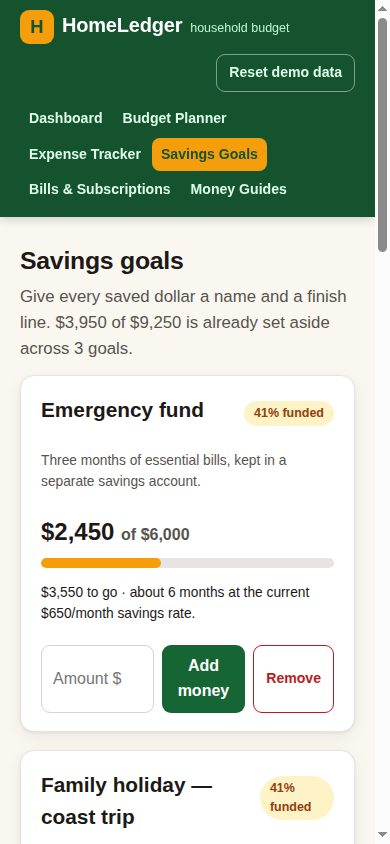 H HomeLedger household budget
Reset demo data
Dashboard Budget Planner
Expense Tracker Savings Goals
Bills & Subscriptions Money Guides
Savings goals
Give every saved dollar a name and a finish
line. $3,950 of $9,250 is already set aside
across 3 goals.
Emergency fund 41% funded
Three months of essential bills, kept in a
separate savings account.
$2,450 of $6,000
$3,550 to go · about 6 months at the current
$650/month savings rate.
Amount $ Add money Remove
Family holiday — 41%
coast trip funded